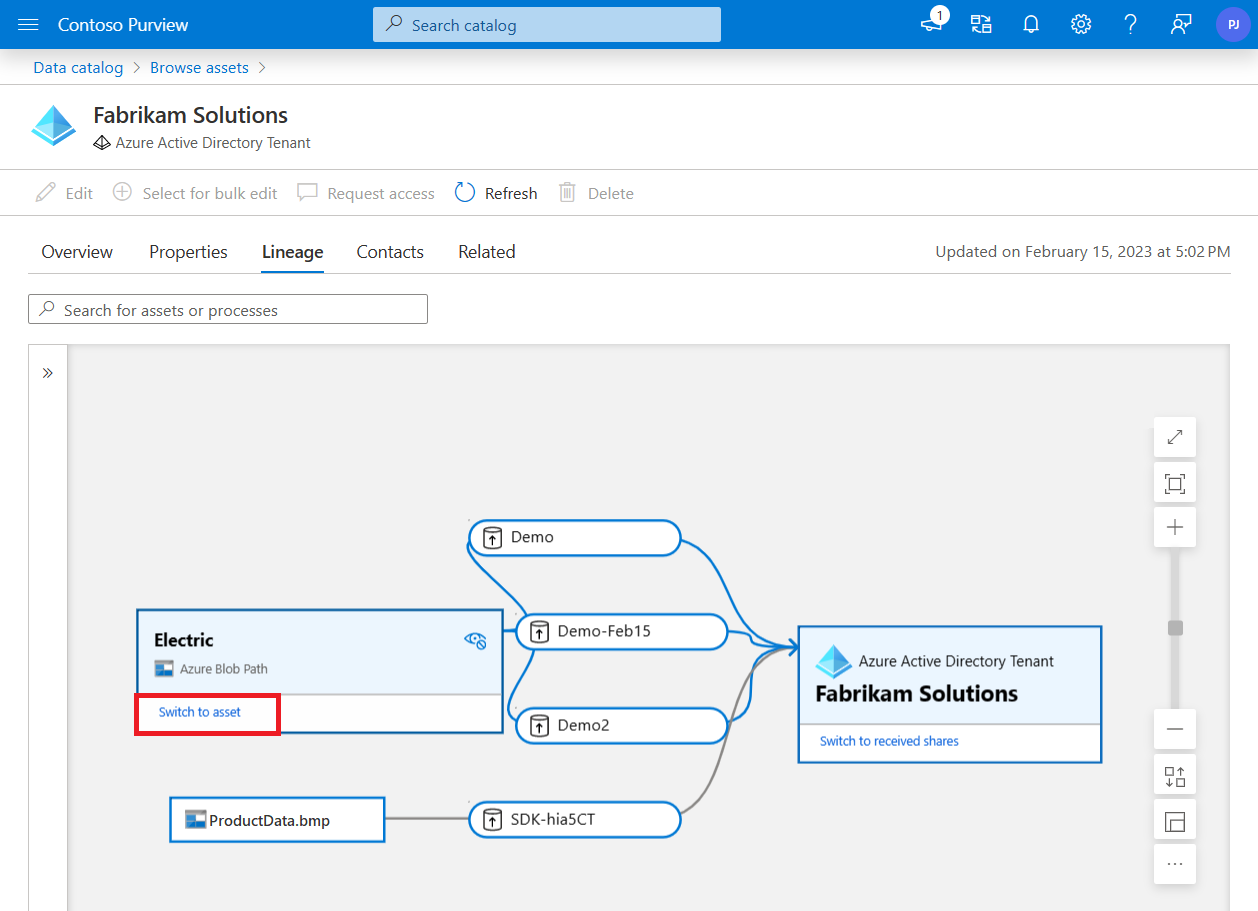 Contoso Purview
Search catalog
1
PJ
Data catalog > Browse assets >
Fabrikam Solutions
Azure Active Directory Tenant
Edit
Select for bulk edit
Request access
Refresh
Delete
Overview
Properties
Lineage
Contacts
Related
Updated on February 15, 2023 at 5:02 PM
Search for assets or processes
Demo
Electric
Azure Blob Path
Switch to asset
Demo-Feb15
Azure Active Directory Tenant
Fabrikam Solutions
Switch to received shares
Demo2
ProductData.bmp
SDK-hia5CT